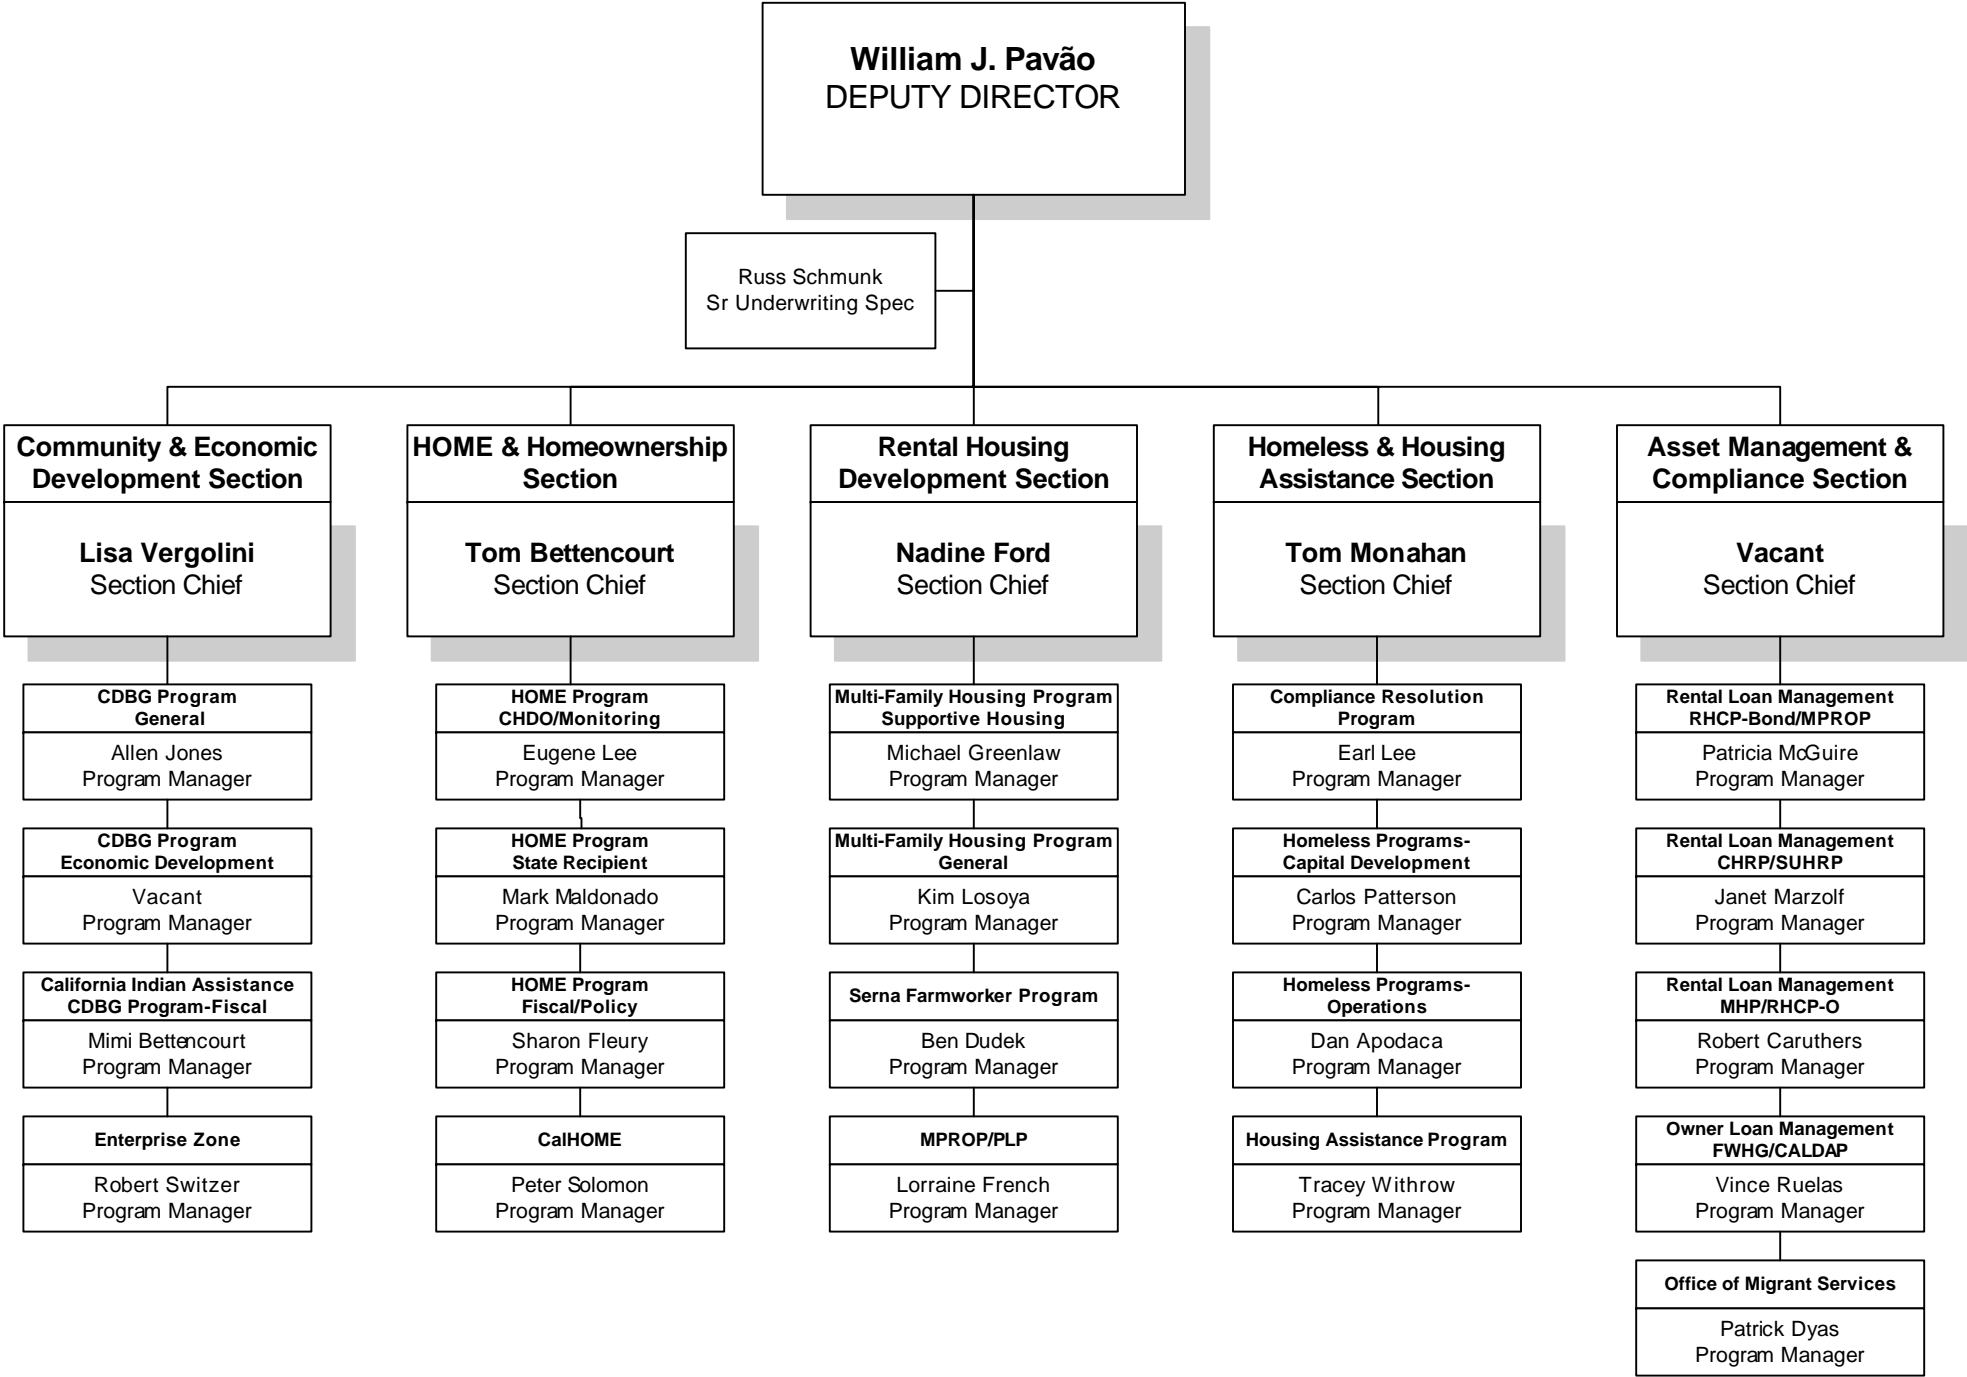 William J. Pavão
DEPUTY DIRECTOR
Russ Schmunk
Sr Underwriting Spec
Community & Economic
Development Section
Lisa Vergolini
Section Chief
CDBG Program
General
Allen Jones
Program Manager
CDBG Program
Economic Development
Vacant
Program Manager
California Indian Assistance
CDBG Program-Fiscal
Mimi Bettencourt
Program Manager
Enterprise Zone
Robert Switzer
Program Manager
HOME & Homeownership
Section
Tom Bettencourt
Section Chief
HOME Program
CHDO/Monitoring
Eugene Lee
Program Manager
HOME Program
State Recipient
Mark Maldonado
Program Manager
HOME Program
Fiscal/Policy
Sharon Fleury
Program Manager
CalHOME
Peter Solomon
Program Manager
Rental Housing
Development Section
Nadine Ford
Section Chief
Multi-Family Housing Program
Supportive Housing
Michael Greenlaw
Program Manager
Multi-Family Housing Program
General
Kim Losoya
Program Manager
Serna Farmworker Program
Ben Dudek
Program Manager
MPROP/PLP
Lorraine French
Program Manager
Homeless & Housing
Assistance Section
Tom Monahan
Section Chief
Compliance Resolution
Program
Earl Lee
Program Manager
Homeless Programs-
Capital Development
Carlos Patterson
Program Manager
Homeless Programs-
Operations
Dan Apodaca
Program Manager
Housing Assistance Program
Tracey Withrow
Program Manager
Asset Management &
Compliance Section
Vacant
Section Chief
Rental Loan Management
RHCP-Bond/MPROP
Patricia McGuire
Program Manager
Rental Loan Management
CHRP/SUHRP
Janet Marzolf
Program Manager
Rental Loan Management
MHP/RHCP-O
Robert Caruthers
Program Manager
Owner Loan Management
FWHG/CALDAP
Vince Ruelas
Program Manager
Office of Migrant Services
Patrick Dyas
Program Manager